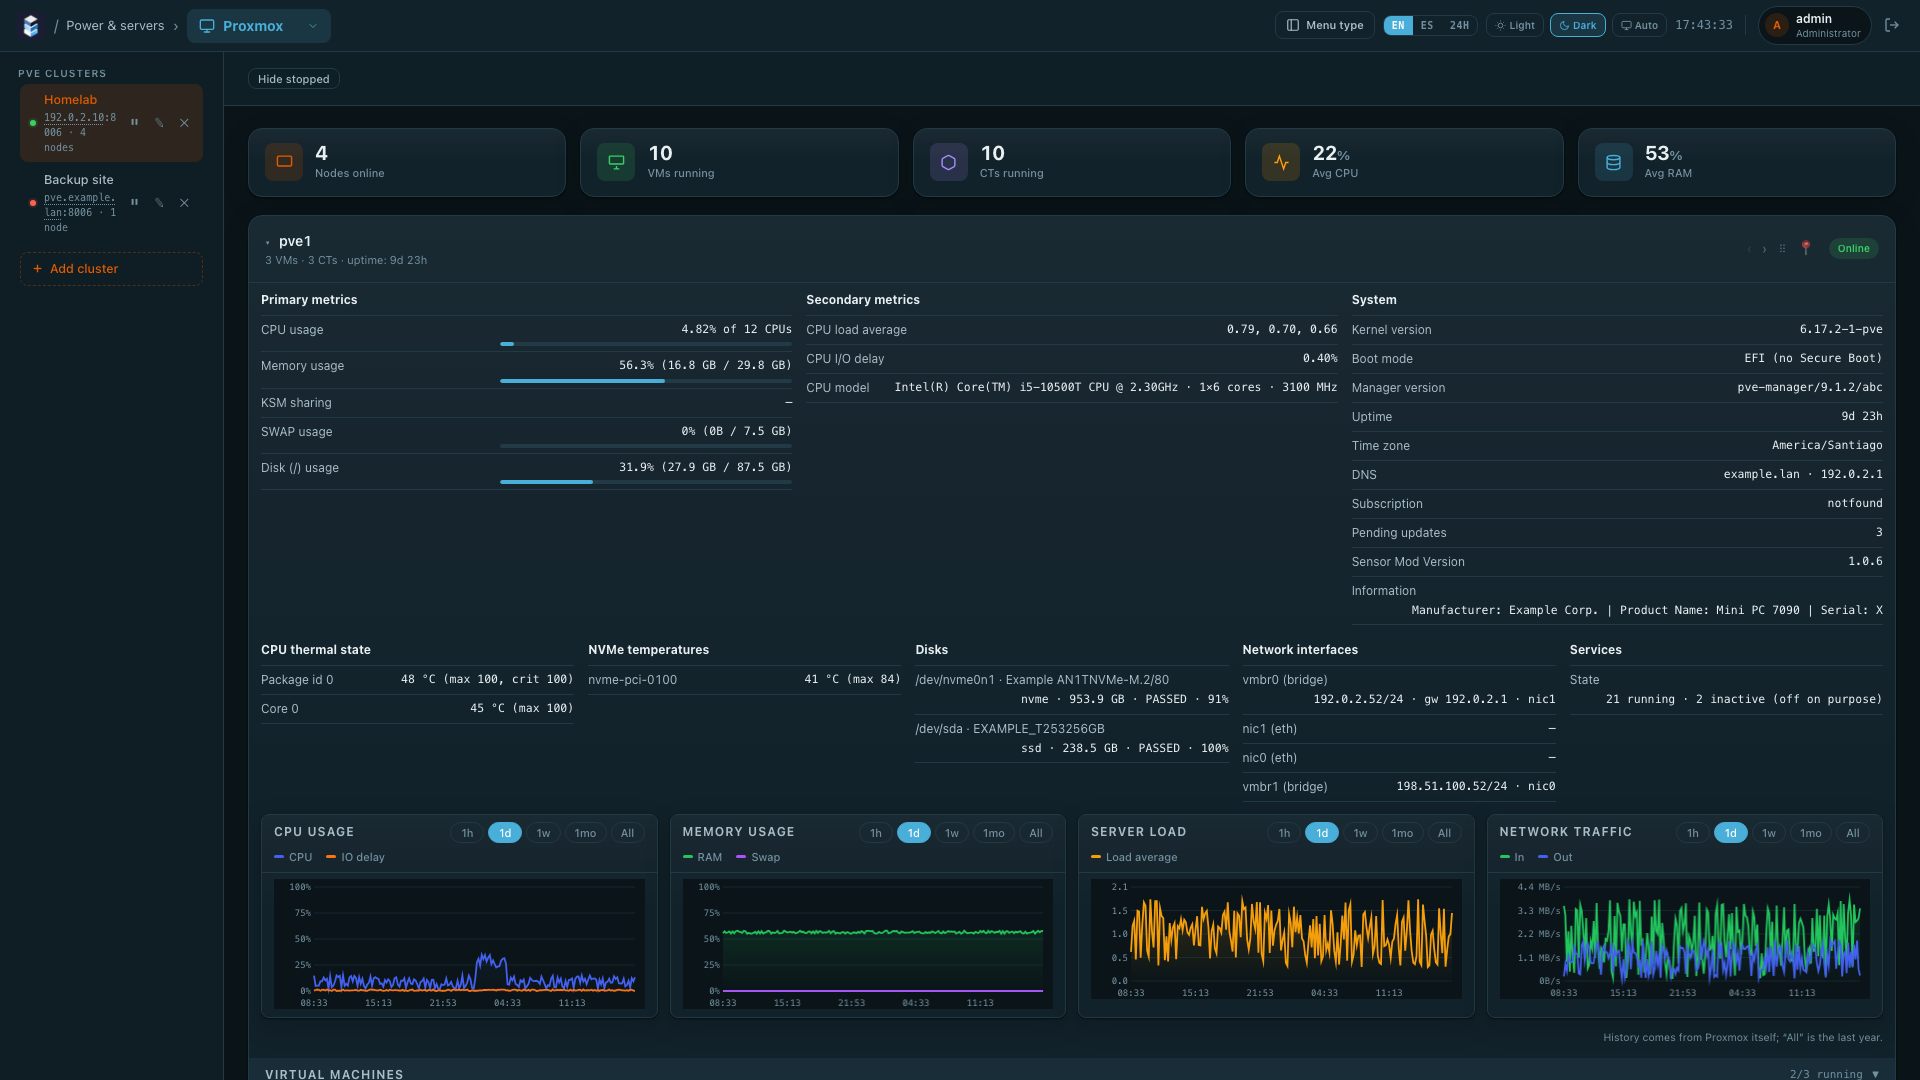 / Power & servers › Proxmox
Menu type
EN ES 24H
Light
Dark
Auto
17:43:33
A
admin
Administrator
PVE CLUSTERS
Homelab
192.0.2.10:8
006 · 4
nodes
Backup site
pve.example.
lan:8006 · 1
node
+ Add cluster
Hide stopped
4
Nodes online
10
VMs running
10
CTs running
22%
Avg CPU
53%
Avg RAM
pve1
3 VMs · 3 CTs · uptime: 9d 23h
Online
Primary metrics
CPU usage 4.82% of 12 CPUs
Memory usage 56.3% (16.8 GB / 29.8 GB)
KSM sharing —
SWAP usage 0% (0B / 7.5 GB)
Disk (/) usage 31.9% (27.9 GB / 87.5 GB)
Secondary metrics
CPU load average 0.79, 0.70, 0.66
CPU I/O delay 0.40%
CPU model Intel(R) Core(TM) i5-10500T CPU @ 2.30GHz · 1×6 cores · 3100 MHz
System
Kernel version 6.17.2-1-pve
Boot mode EFI (no Secure Boot)
Manager version pve-manager/9.1.2/abc
Uptime 9d 23h
Time zone America/Santiago
DNS example.lan · 192.0.2.1
Subscription notfound
Pending updates 3
Sensor Mod Version 1.0.6
Information
Manufacturer: Example Corp. | Product Name: Mini PC 7090 | Serial: X
CPU thermal state
Package id 0 48 °C (max 100, crit 100)
Core 0 45 °C (max 100)
NVMe temperatures
nvme-pci-0100 41 °C (max 84)
Disks
/dev/nvme0n1 · Example AN1TNVMe-M.2/80
nvme · 953.9 GB · PASSED · 91%
/dev/sda · EXAMPLE_T253256GB
ssd · 238.5 GB · PASSED · 100%
Network interfaces
vmbr0 (bridge)
192.0.2.52/24 · gw 192.0.2.1 · nic1
nic1 (eth) —
nic0 (eth) —
vmbr1 (bridge) 198.51.100.52/24 · nic0
Services
State
21 running · 2 inactive (off on purpose)
CPU USAGE 1h 1d 1w 1mo All
CPU IO delay
100%
75%
50%
25%
0%
08:33 15:13 21:53 04:33 11:13
MEMORY USAGE 1h 1d 1w 1mo All
RAM Swap
100%
75%
50%
25%
0%
08:33 15:13 21:53 04:33 11:13
SERVER LOAD 1h 1d 1w 1mo All
Load average
2.1
1.5
1.0
0.5
0.0
08:33 15:13 21:53 04:33 11:13
NETWORK TRAFFIC 1h 1d 1w 1mo All
In Out
4.4 MB/s
3.3 MB/s
2.2 MB/s
1.1 MB/s
0B/s
08:33 15:13 21:53 04:33 11:13
History comes from Proxmox itself; “All” is the last year.
VIRTUAL MACHINES 2/3 running ▼